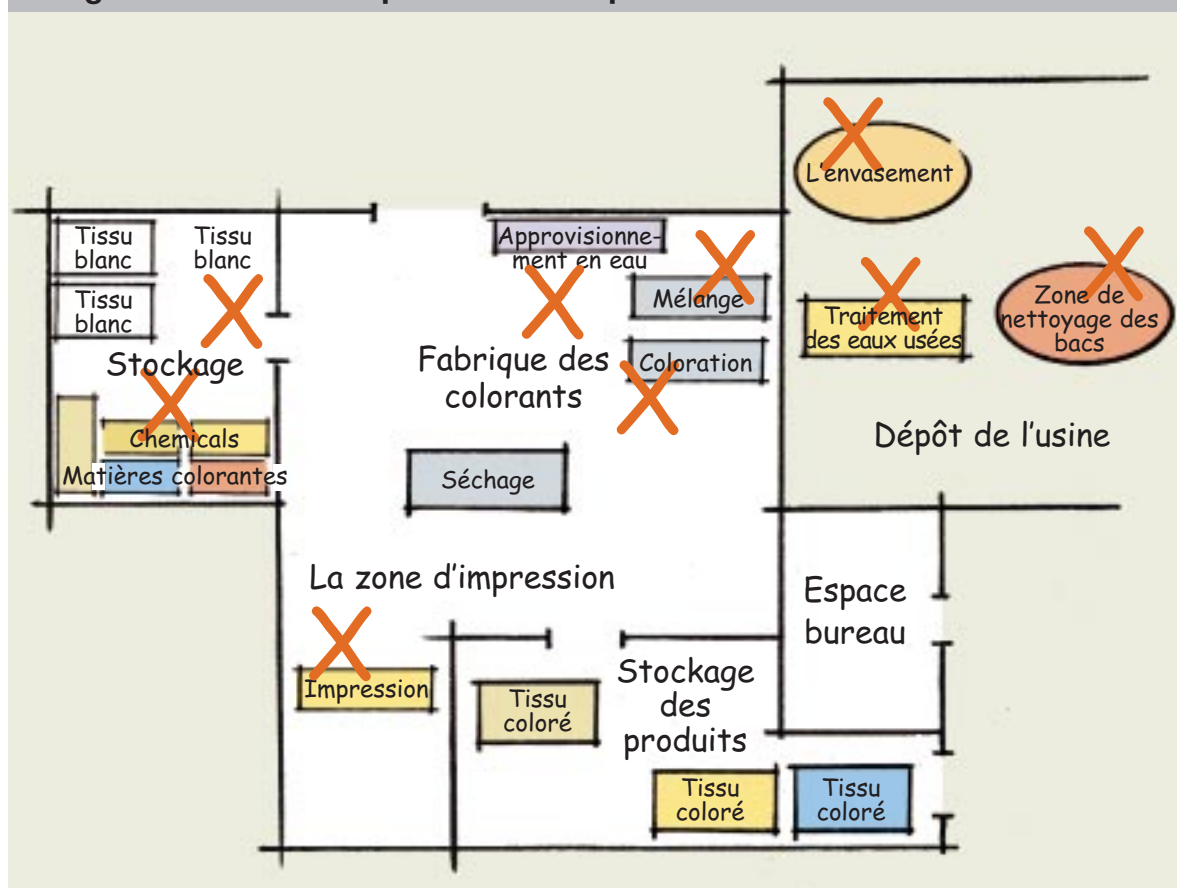 L'envasement
Tissu
blanc
Tissu
blanc
Tissu
blanc
Stockage
Chemicals
Matières colorantes
Approvisionne-
ment en eau
Mélange
Coloration
Fabrique des
colorants
Séchage
Traitement
des eaux usées
Zone de
nettoyage des
bacs
Dépôt de l'usine
La zone d'impression
Impression
Tissu
coloré
Stockage
des
produits
Espace
bureau
Tissu
coloré
Tissu
coloré